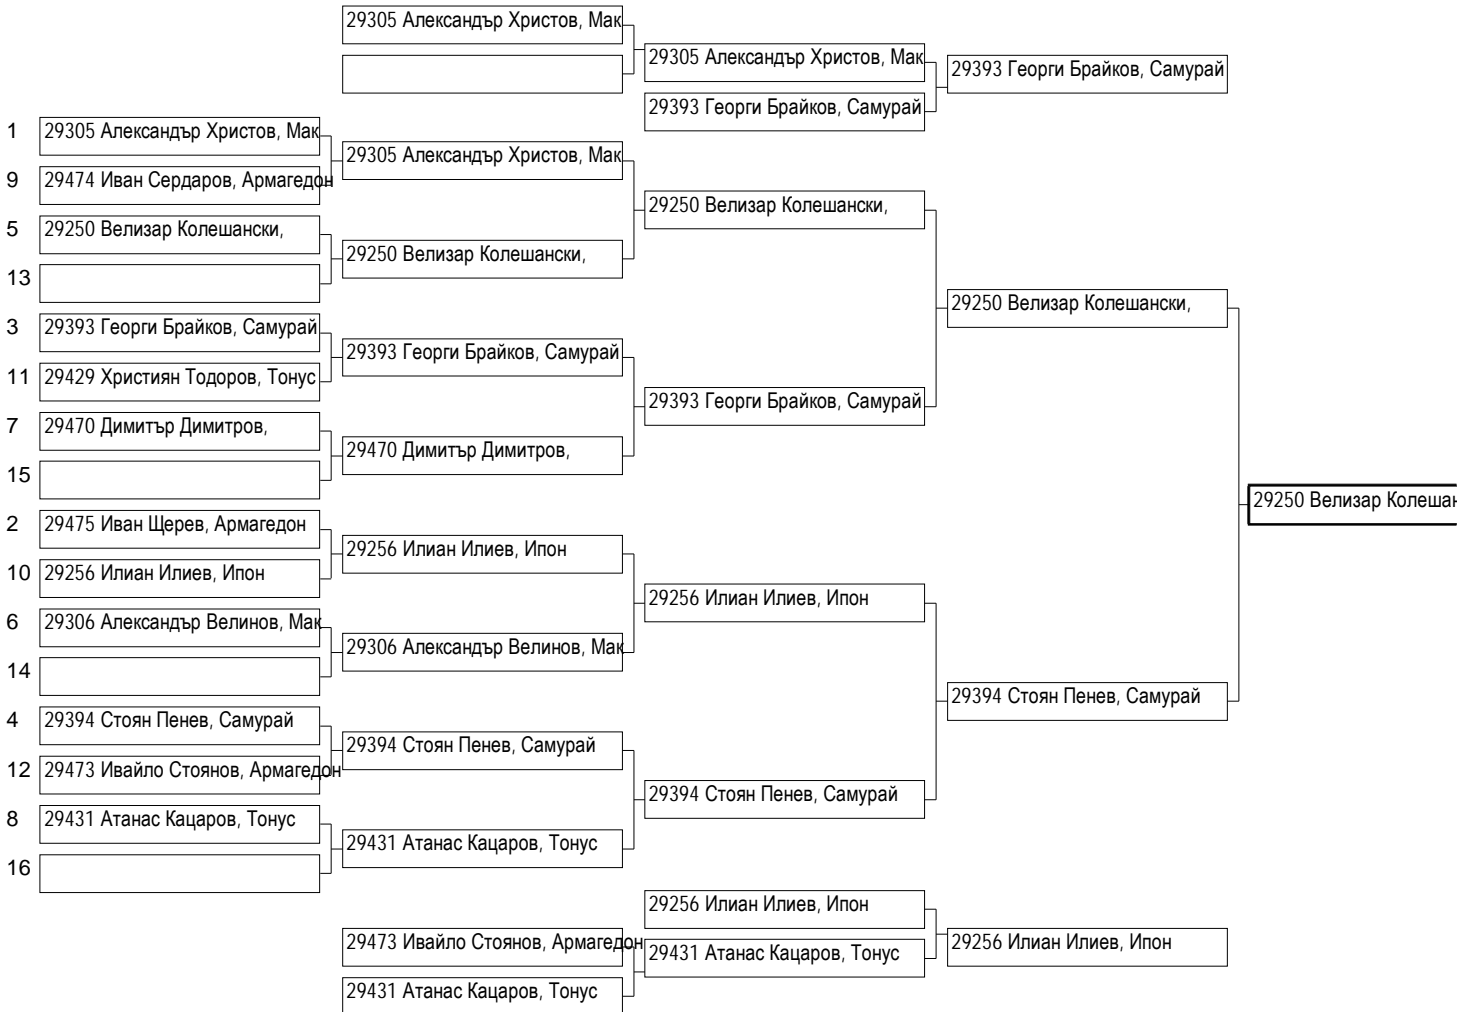 29305 Александър Христов, Мак
29305 Александър Христов, Мак
29393 Георги Брайков, Самурай
29393 Георги Брайков, Самурай
1 29305 Александър Христов, Мак
29305 Александър Христов, Мак
9 29474 Иван Сердаров, Армагедон
29250 Велизар Колешански,
5 29250 Велизар Колешански,
29250 Велизар Колешански,
13
29250 Велизар Колешански,
3 29393 Георги Брайков, Самурай
29393 Георги Брайков, Самурай
11 29429 Християн Тодоров, Тонус
29393 Георги Брайков, Самурай
7 29470 Димитър Димитров,
29470 Димитър Димитров,
15
29250 Велизар Колешан
2 29475 Иван Щерев, Армагедон
29256 Илиан Илиев, Ипон
10 29256 Илиан Илиев, Ипон
29256 Илиан Илиев, Ипон
6 29306 Александър Велинов, Мак
29306 Александър Велинов, Мак
14
29394 Стоян Пенев, Самурай
4 29394 Стоян Пенев, Самурай
29394 Стоян Пенев, Самурай
12 29473 Ивайло Стоянов, Армагедон
29394 Стоян Пенев, Самурай
8 29431 Атанас Кацаров, Тонус
29431 Атанас Кацаров, Тонус
16
29256 Илиан Илиев, Ипон
29473 Ивайло Стоянов, Армагедон
29431 Атанас Кацаров, Тонус
29256 Илиан Илиев, Ипон
29431 Атанас Кацаров, Тонус